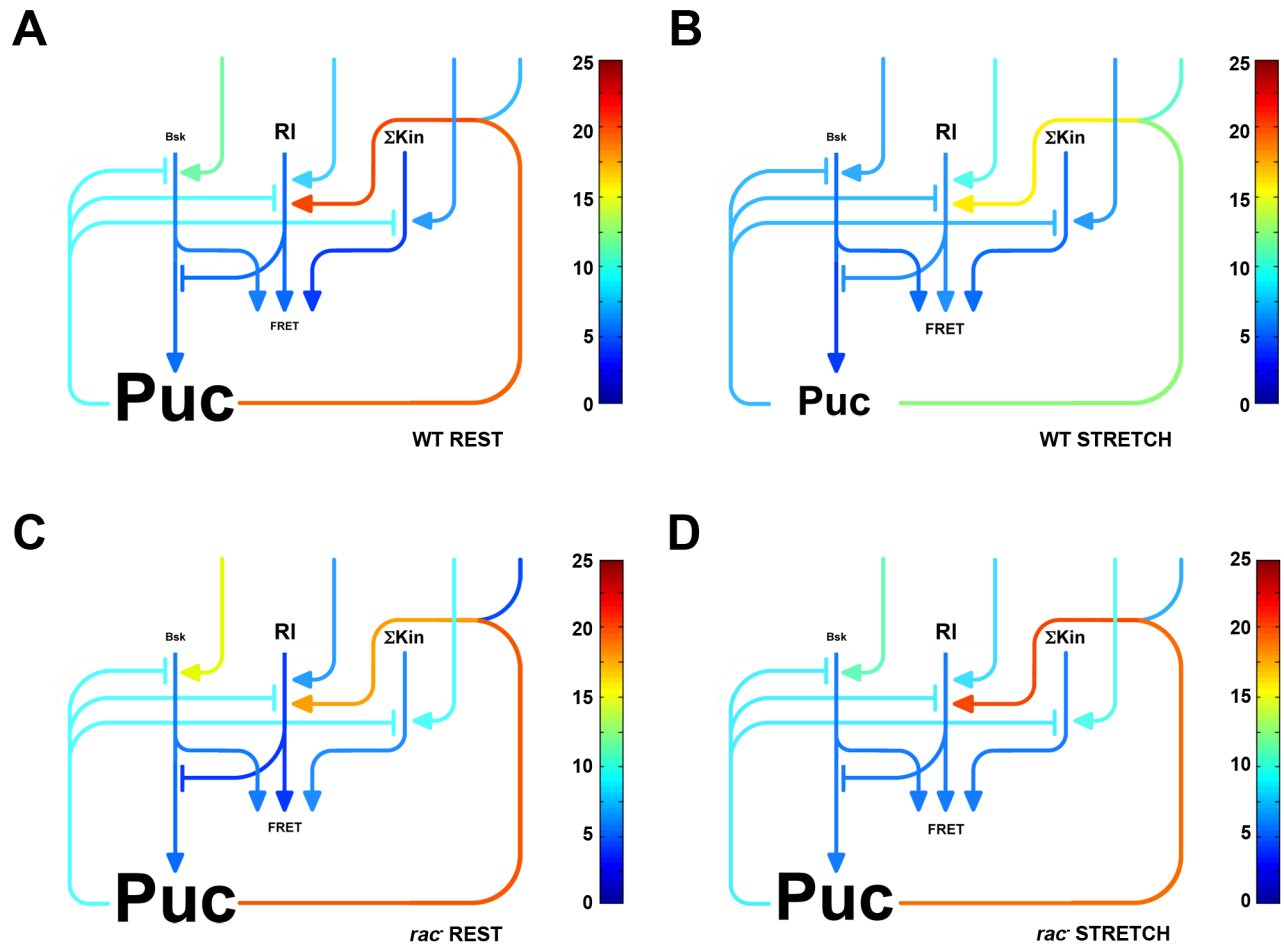 A
B
25
20
15
10
5
0
Bsk
RI
ΣKin
FRET
Puc
WT REST
25
20
15
10
5
0
Bsk
RI
ΣKin
FRET
Puc
WT STRETCH
C
D
25
20
15
10
5
0
Bsk
RI
ΣKin
FRET
Puc
rac- REST
25
20
15
10
5
0
Bsk
RI
ΣKin
FRET
Puc
rac- STRETCH